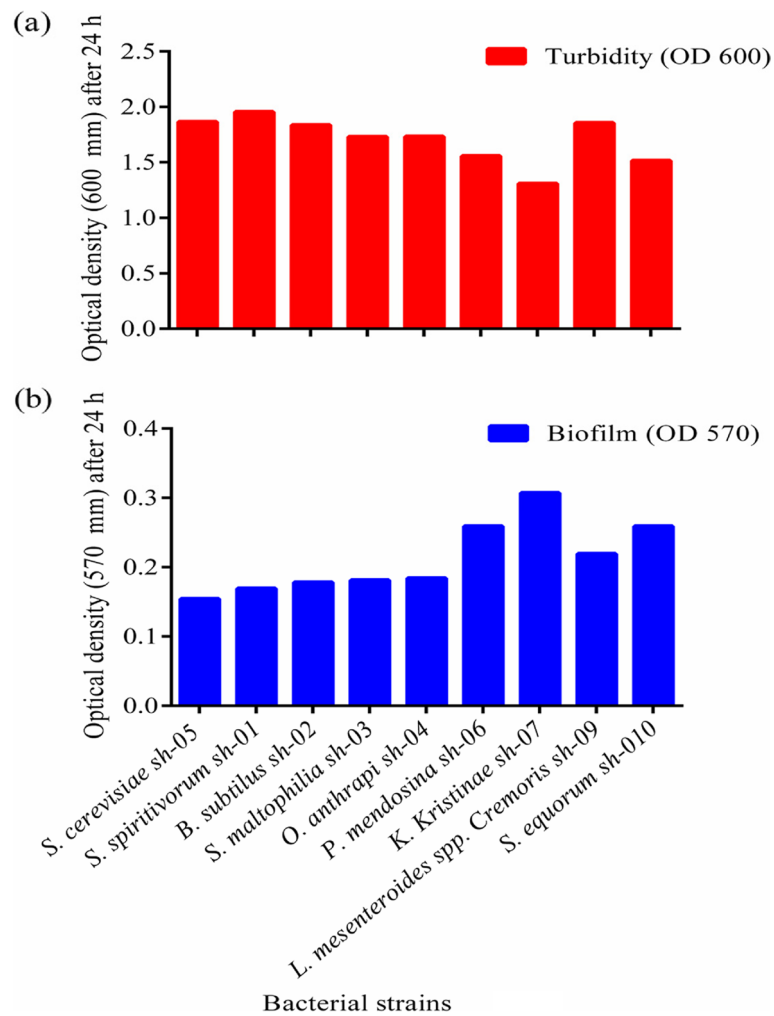 (a)
Optical density (600 mm) after 24 h
2.5
2.0
1.5
1.0
0.5
0.0
Turbidity (OD 600)
(b)
Optical density (570 mm) after 24 h
0.4
0.3
0.2
0.1
0.0
Biofilm (OD 570)
S. cerevisiae sh-05
S. spiritivorum sh-01
B. subtilus sh-02
S. maltophilia sh-03
O. anthrapi sh-04
P. mendosina sh-06
K. Kristinae sh-07
L. mesenteroides spp. Cremoris sh-09
S. equorum sh-010
Bacterial strains